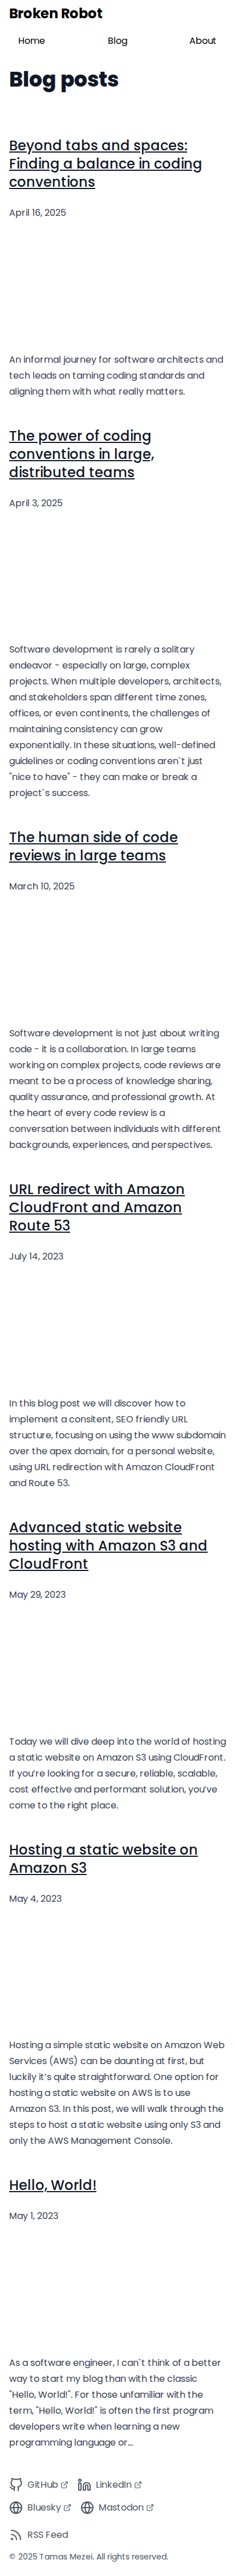 Broken Robot
Home Blog About
Blog posts
Beyond tabs and spaces:
Finding a balance in coding
conventions
April 16, 2025
An informal journey for software architects and
tech leads on taming coding standards and
aligning them with what really matters.
The power of coding
conventions in large,
distributed teams
April 3, 2025
Software development is rarely a solitary
endeavor - especially on large, complex
projects. When multiple developers, architects,
and stakeholders span different time zones,
offices, or even continents, the challenges of
maintaining consistency can grow
exponentially. In these situations, well-defined
guidelines or coding conventions aren`t just
"nice to have" - they can make or break a
project`s success.
The human side of code
reviews in large teams
March 10, 2025
Software development is not just about writing
code - it is a collaboration. In large teams
working on complex projects, code reviews are
meant to be a process of knowledge sharing,
quality assurance, and professional growth. At
the heart of every code review is a
conversation between individuals with different
backgrounds, experiences, and perspectives.
URL redirect with Amazon
CloudFront and Amazon
Route 53
July 14, 2023
In this blog post we will discover how to
implement a consitent, SEO friendly URL
structure, focusing on using the www subdomain
over the apex domain, for a personal website,
using URL redirection with Amazon CloudFront
and Route 53.
Advanced static website
hosting with Amazon S3 and
CloudFront
May 29, 2023
Today we will dive deep into the world of hosting
a static website on Amazon S3 using CloudFront.
If you’re looking for a secure, reliable, scalable,
cost effective and performant solution, you’ve
come to the right place.
Hosting a static website on
Amazon S3
May 4, 2023
Hosting a simple static website on Amazon Web
Services (AWS) can be daunting at first, but
luckily it’s quite straightforward. One option for
hosting a static website on AWS is to use
Amazon S3. In this post, we will walk through the
steps to host a static website using only S3 and
only the AWS Management Console.
Hello, World!
May 1, 2023
As a software engineer, I can`t think of a better
way to start my blog than with the classic
"Hello, World!". For those unfamiliar with the
term, "Hello, World!" is often the first program
developers write when learning a new
programming language or...
GitHub LinkedIn
Bluesky Mastodon
RSS Feed
© 2025 Tamas Mezei. All rights reserved.